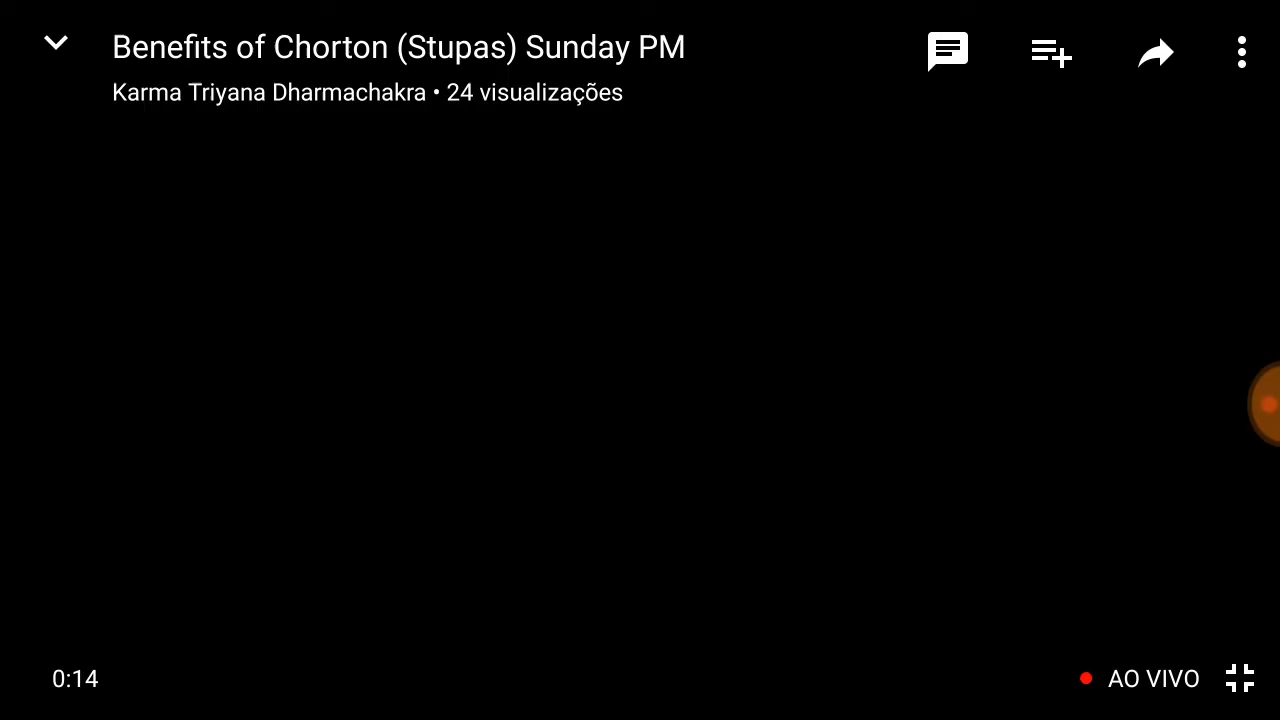 Benefits of Chorton (Stupas) Sunday PM
Karma Triyana Dharmachakra • 24 visualizações
0:14
AO VIVO